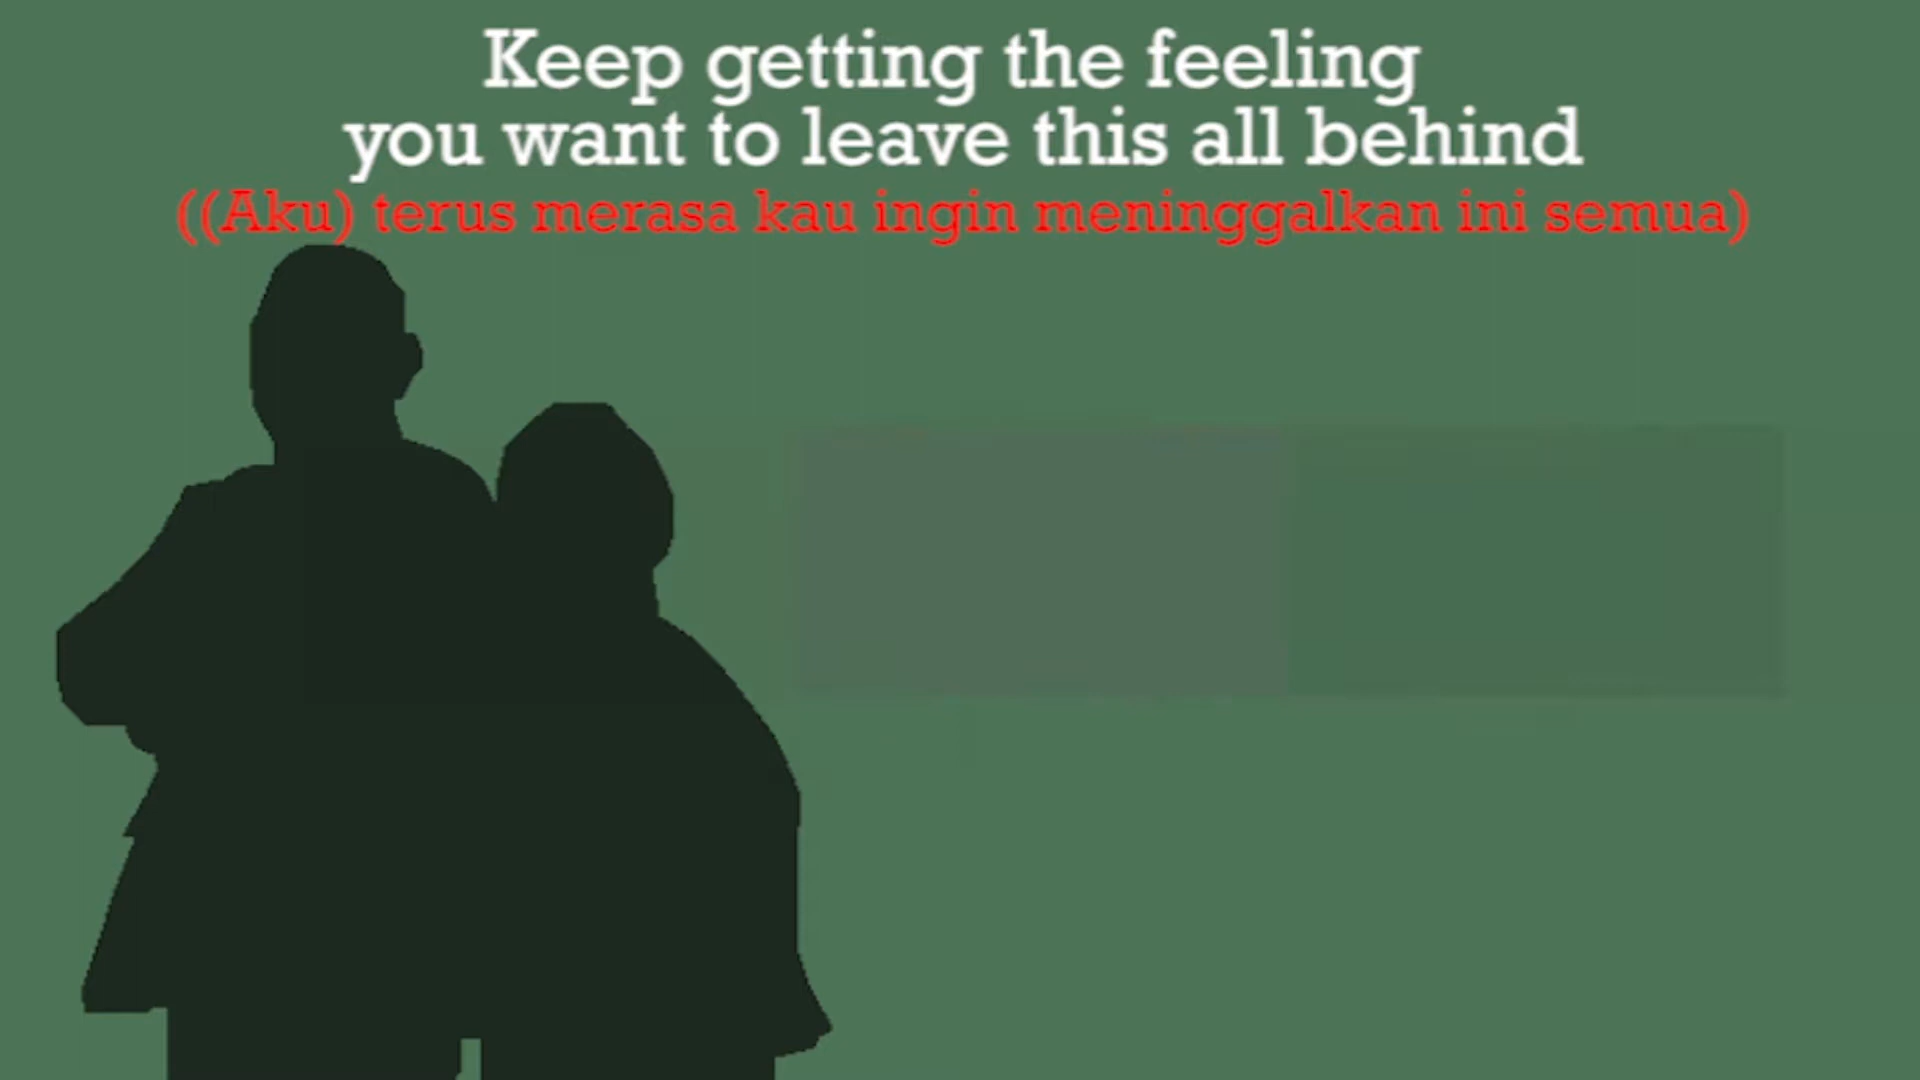 Keep getting the feeling
you want to leave this all behind
((Aku) terus merasa kau ingin meninggalkan ini semua)